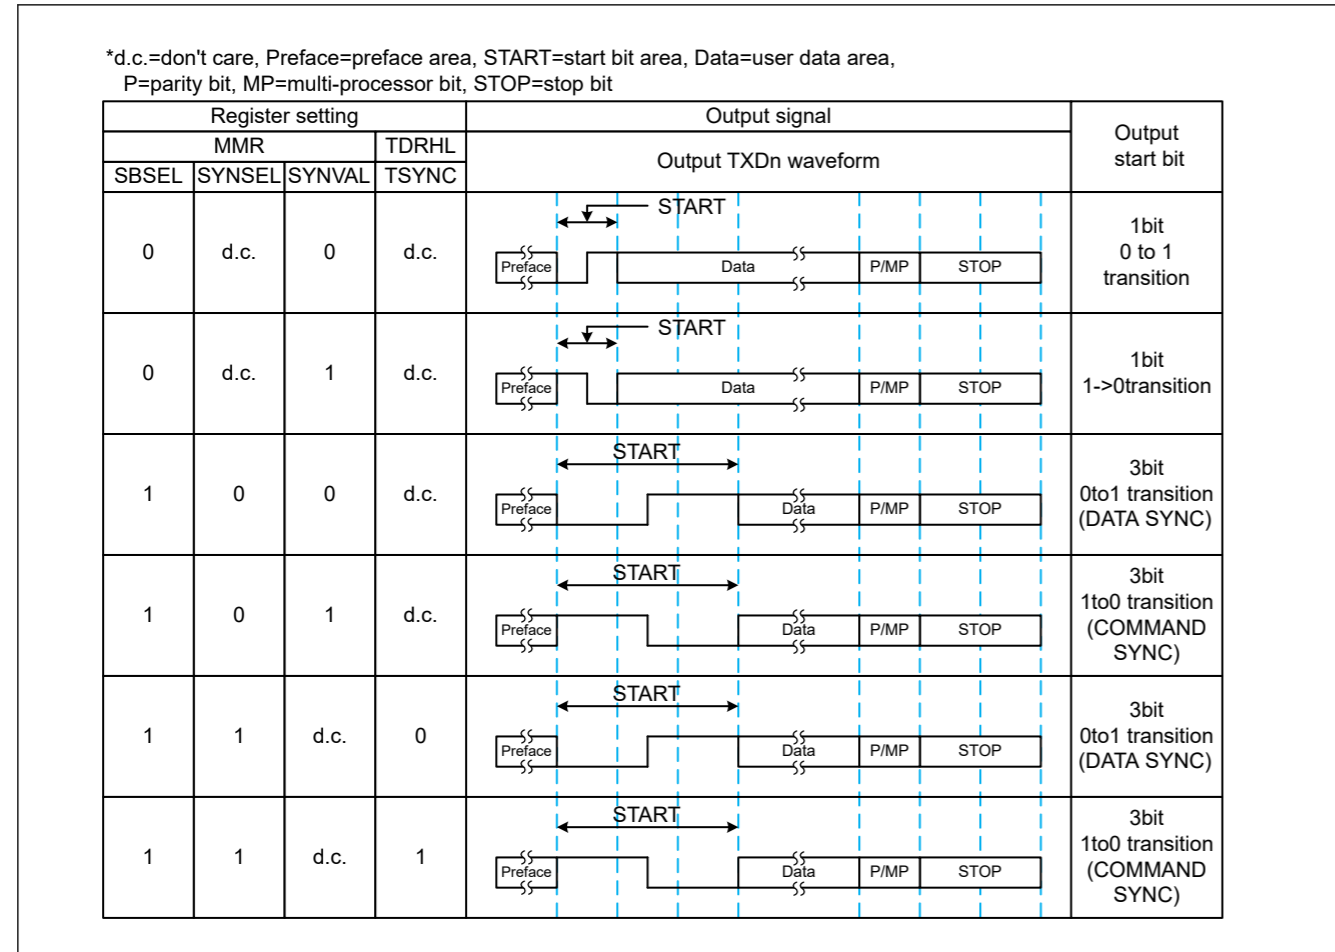 *d.c.=don't care, Preface=preface area, START=start bit area, Data=user data area,
P=parity bit, MP=multi-processor bit, STOP=stop bit
Register setting
Output signal
Output
start bit
MMR
TDRHL
Output TXDn waveform
SBSEL
SYNSEL
SYNVAL
TSYNC
0
d.c.
0
d.c.
START
Preface
Data
P/MP
STOP
1bit
0 to 1
transition
0
d.c.
1
d.c.
START
Preface
Data
P/MP
STOP
1bit
1->0transition
1
0
0
d.c.
START
Preface
Data
P/MP
STOP
3bit
0to1 transition
(DATA SYNC)
1
0
1
d.c.
START
Preface
Data
P/MP
STOP
3bit
1to0 transition
(COMMAND
SYNC)
1
1
d.c.
0
START
Preface
Data
P/MP
STOP
3bit
0to1 transition
(DATA SYNC)
1
1
d.c.
1
START
Preface
Data
P/MP
STOP
3bit
1to0 transition
(COMMAND
SYNC)